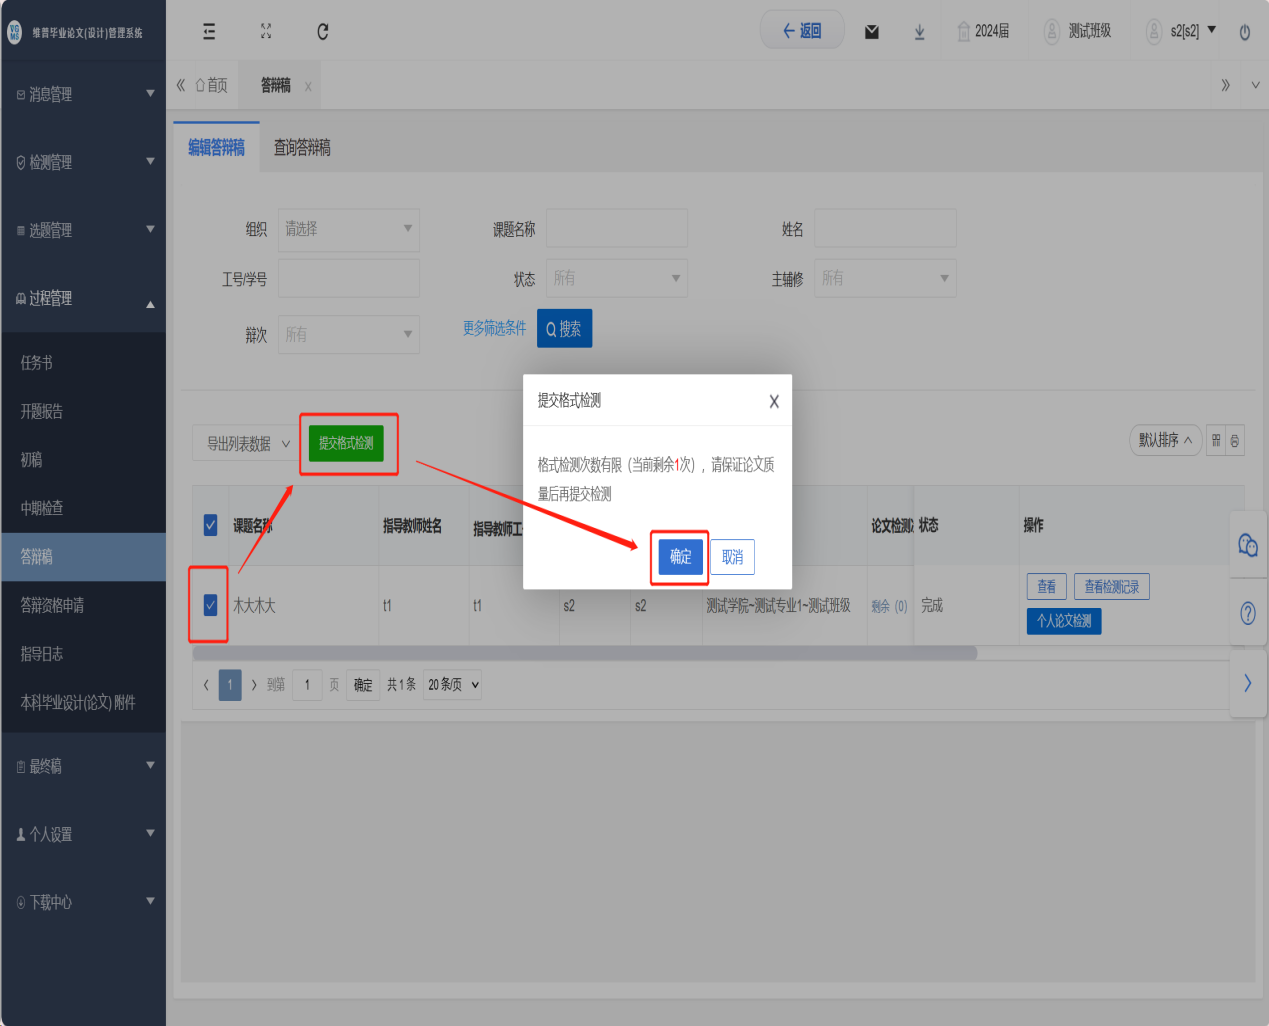 维普毕业论文(设计)管理系统
返回
2024届
测试班级
s2[s2]
消息管理
检测管理
选题管理
过程管理
任务书
开题报告
初稿
中期检查
答辩稿
答辩资格申请
指导日志
本科毕业设计(论文) 附件
最终稿
个人设置
下载中心
首页
答辩稿
编辑答辩稿
查询答辩稿
组织
请选择
课题名称
姓名
工号/学号
状态
所有
主辅修
所有
辩次
所有
更多筛选条件
搜索
导出列表数据
提交格式检测
默认排序
提交格式检测
格式检测次数有限（当前剩余1次），请保证论文质
量后再提交检测
确定
取消
课题名称
指导教师姓名
指导教师工
论文检测
状态
操作
木大木大
t1
t1
s2
s2
测试学院~测试专业1~测试班级
剩余（0）
完成
查看
查看检测记录
个人论文检测
1
到第
1
页
确定
共 1 条
20 条/页